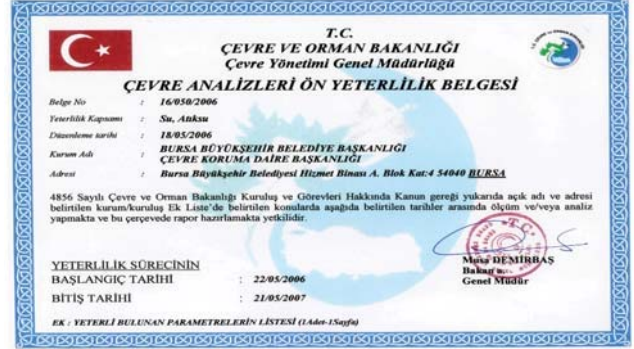 T.C.
ÇEVRE VE ORMAN BAKANLIĞI
Çevre Yönetimi Genel Müdürlüğü
ÇEVRE ANALİZLERİ ÖN YETERLİLİK BELGESİ
Belge No : 16/050/2006
Yeterlilik Kapsamı : Su, Atıksu
Düzenleme tarihi : 18/05/2006
Kurum Adı : BURSA BÜYÜKŞEHİR BELEDİYE BAŞKANLIĞI
ÇEVRE KORUMA DAİRE BAŞKANLIĞI
Adresi : Bursa Büyükşehir Belediyesi Hizmet Binası A. Blok Kat:4 54040 BURSA
4856 Sayılı Çevre ve Orman Bakanlığı Kuruluş ve Görevleri Hakkında Kanun gereği yukarıda açık adı ve adresi
belirtilen kurum/kuruluş Ek Liste'de belirtilen konularda aşağıda belirtilen tarihler arasında ölçüm ve/veya analiz
yapmakta ve bu çerçevede rapor hazırlamakta yetkilidir.
Musa DEMİRBAŞ
Bakan a.
Genel Müdür
YETERLİLİK SÜRECİNİN
BAŞLANGIÇ TARİHİ : 22/05/2006
BİTİŞ TARİHİ : 21/05/2007
EK : YETERLİ BULUNAN PARAMETRELERİN LİSTESİ (1Adet-1Sayfa)